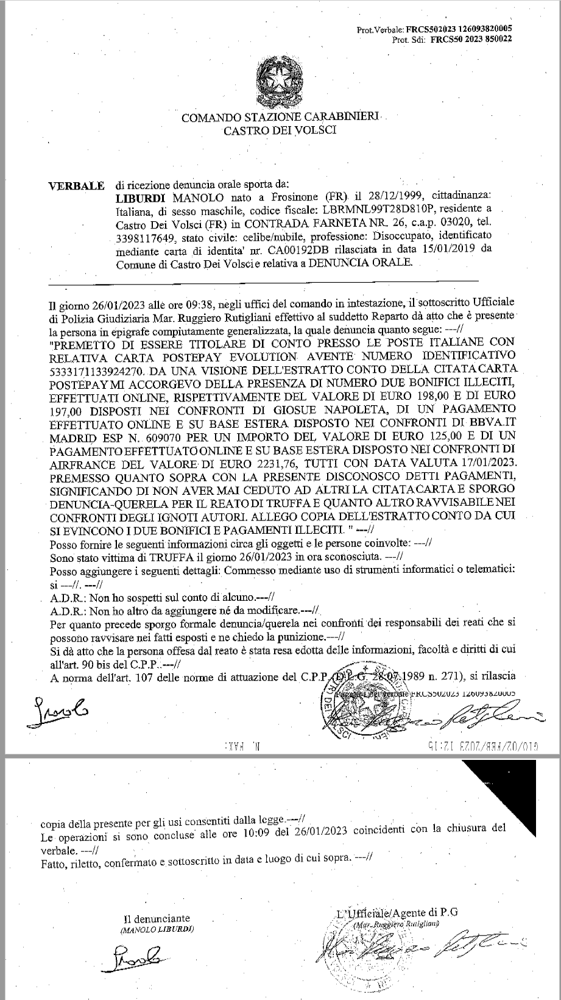 Prot.Verbale: FRCS502023 126093820005
Prot. Sdi: FRCS50 2023 850022
COMANDO STAZIONE CARABINIERI
CASTRO DEI VOLSCI
VERBALE di ricezione denuncia orale sporta da:
LIBURDI MANOLO nato a Frosinone (FR) il 28/12/1999, cittadinanza:
Italiana, di sesso maschile, codice fiscale: LBRMNL99T28D810P, residente a
Castro Dei Volsci (FR) in CONTRADA FARNETA NR. 26, c.a.p. 03020, tel.
3398117649, stato civile: celibe/nubile, professione: Disoccupato, identificato
mediante carta di identita' nr. CA00192DB rilasciata in data 15/01/2019 da
Comune di Castro Dei Volsci e relativa a DENUNCIA ORALE.
Il giorno 26/01/2023 alle ore 09:38, negli uffici del comando in intestazione, il sottoscritto Ufficiale
di Polizia Giudiziaria Mar. Ruggiero Rutigliani effettivo al suddetto Reparto dà atto che è presente
la persona in epigrafe compiutamente generalizzata, la quale denuncia quanto segue: ---//
"PREMETTO DI ESSERE TITOLARE DI CONTO PRESSO LE POSTE ITALIANE CON
RELATIVA CARTA POSTEPAY EVOLUTION AVENTE NUMERO IDENTIFICATIVO
5333171133924270. DA UNA VISIONE DELL'ESTRATTO CONTO DELLA CITATA CARTA
POSTEPAY MI ACCORGEVO DELLA PRESENZA DI NUMERO DUE BONIFICI ILLECITI,
EFFETTUATI ONLINE, RISPETTIVAMENTE DEL VALORE DI EURO 198,00 E DI EURO
197,00 DISPOSTI NEI CONFRONTI DI GIOSUE NAPOLETA, DI UN PAGAMENTO
EFFETTUATO ONLINE E SU BASE ESTERA DISPOSTO NEI CONFRONTI DI BBVA.IT
MADRID ESP N. 609070 PER UN IMPORTO DEL VALORE DI EURO 125,00 E DI UN
PAGAMENTO EFFETTUATO ONLINE E SU BASE ESTERA DISPOSTO NEI CONFRONTI DI
AIRFRANCE DEL VALORE DI EURO 2231,76, TUTTI CON DATA VALUTA 17/01/2023.
PREMESSO QUANTO SOPRA CON LA PRESENTE DISCONOSCO DETTI PAGAMENTI,
SIGNIFICANDO DI NON AVER MAI CEDUTO AD ALTRI LA CITATA CARTA E SPORGO
DENUNCIA-QUERELA PER IL REATO DI TRUFFA E QUANTO ALTRO RAVVISABILE NEI
CONFRONTI DEGLI IGNOTI AUTORI. ALLEGO COPIA DELL'ESTRATTO CONTO DA CUI
SI EVINCONO I DUE BONIFICI E PAGAMENTI ILLECITI. " ---//
Posso fornire le seguenti informazioni circa gli oggetti e le persone coinvolte: ---//
Sono stato vittima di TRUFFA il giorno 26/01/2023 in ora sconosciuta. ---//
Posso aggiungere i seguenti dettagli: Commesso mediante uso di strumenti informatici o telematici:
si ---//. ---//
A.D.R.: Non ho sospetti sul conto di alcuno.---//
A.D.R.: Non ho altro da aggiungere né da modificare.---//
Per quanto precede sporgo formale denuncia/querela nei confronti dei responsabili dei reati che si
possono ravvisare nei fatti esposti e ne chiedo la punizione.---//
Si dà atto che la persona offesa dal reato è stata resa edotta delle informazioni, facoltà e diritti di cui
all'art. 90 bis del C.P.P..---//
A norma dell'art. 107 delle norme di attuazione del C.P.P.(D.L.G. 28.07.1989 n. 271), si rilascia
Pagina 1 del verbale FRCS502023 126093820005
GIO/02/FEB/2023 12:15 N. FAX:
copia della presente per gli usi consentiti dalla legge.---//
Le operazioni si sono concluse alle ore 10:09 del 26/01/2023 coincidenti con la chiusura del
verbale. ---//
Fatto, riletto, confermato e sottoscritto in data e luogo di cui sopra. ---//
Il denunciante
(MANOLO LIBURDI)
L'Ufficiale/Agente di P.G
(Mar. Ruggiero Rutigliani)